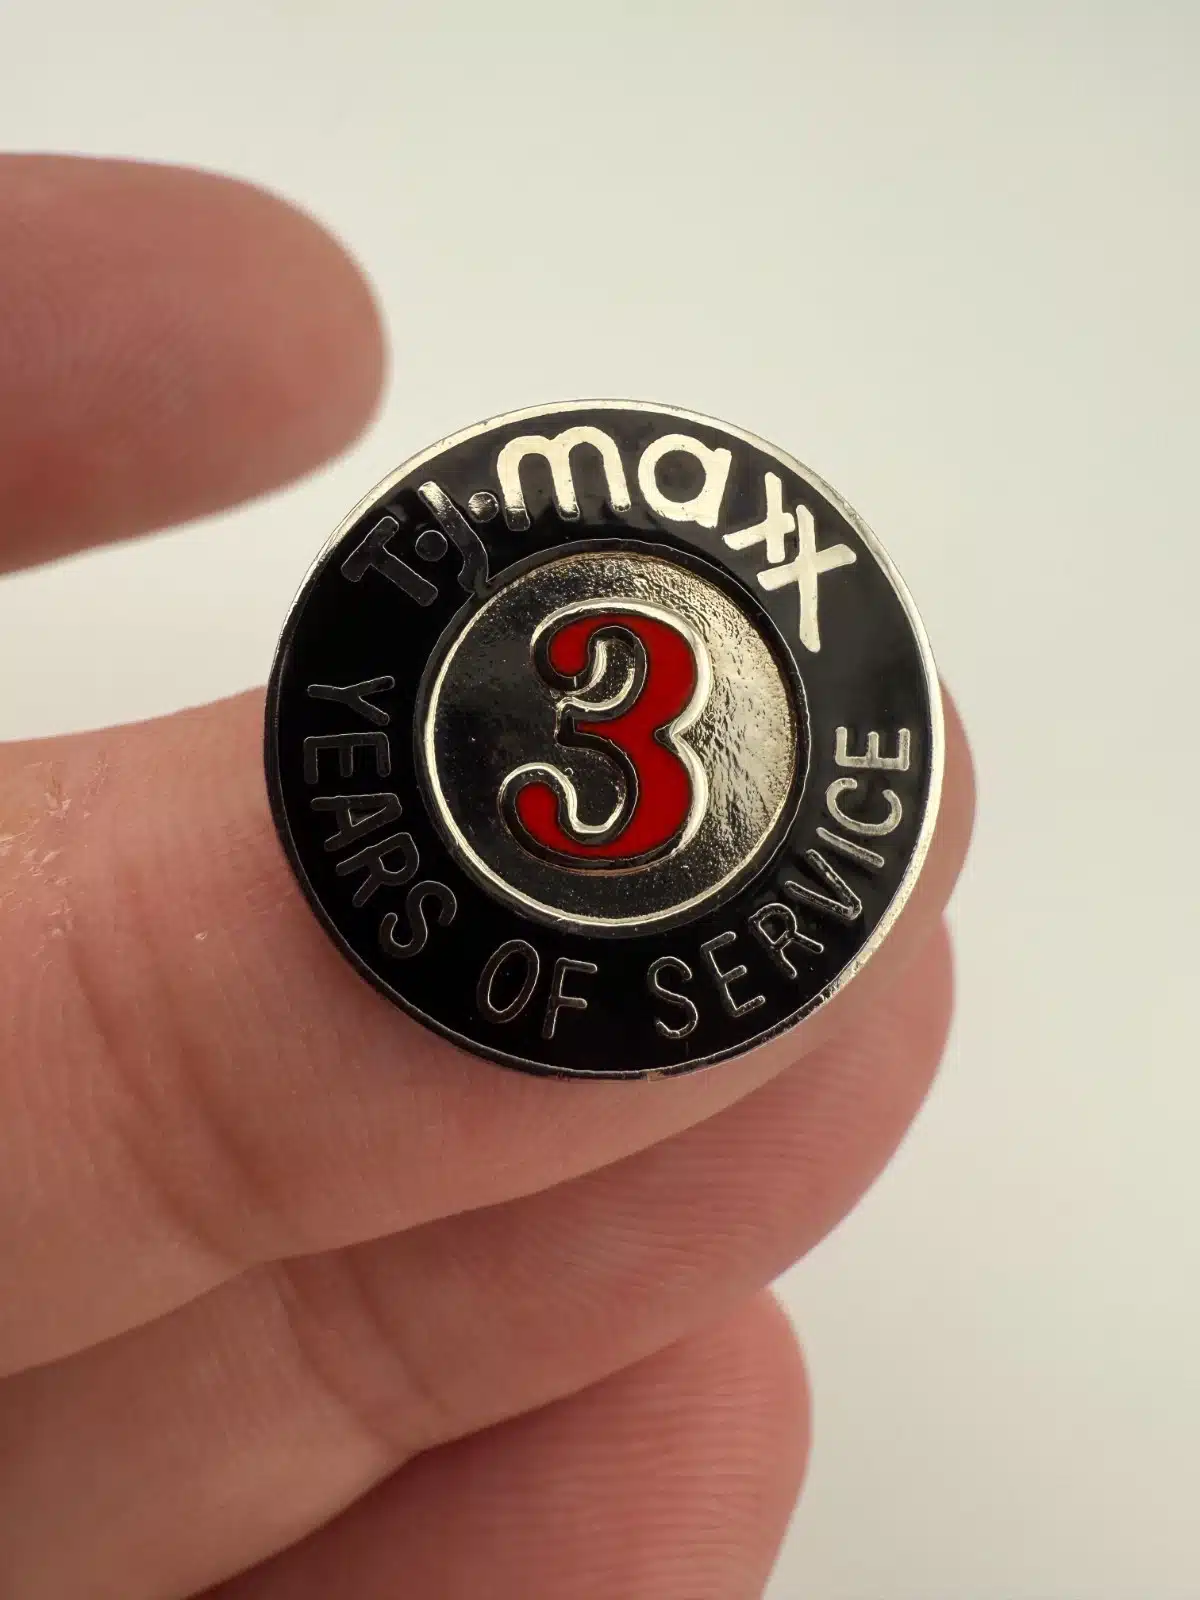 T·J·maxx
3
YEARS OF SERVICE